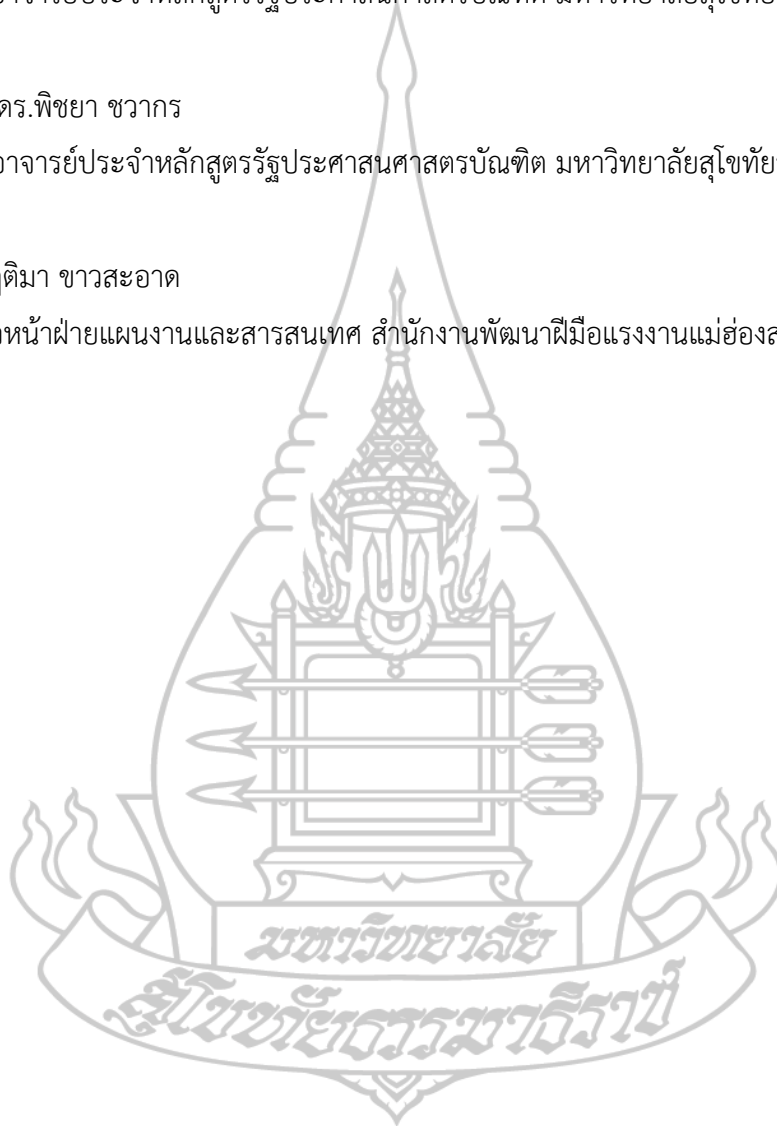 ดร.พิชยา ชวากร
อาจารย์ประจำหลักสูตรรัฐประศาสนศาสตรบัณฑิต มหาวิทยาลัยสุโขทัย
ขาวสะอาด
หน้าฝ่ายแผนงานและสารสนเทศ สำนักงานพัฒนาฝีมือแรงงานแม่ฮ่องส
มหาวิทยาลัย
สุโขทัยธรรมาธิราช